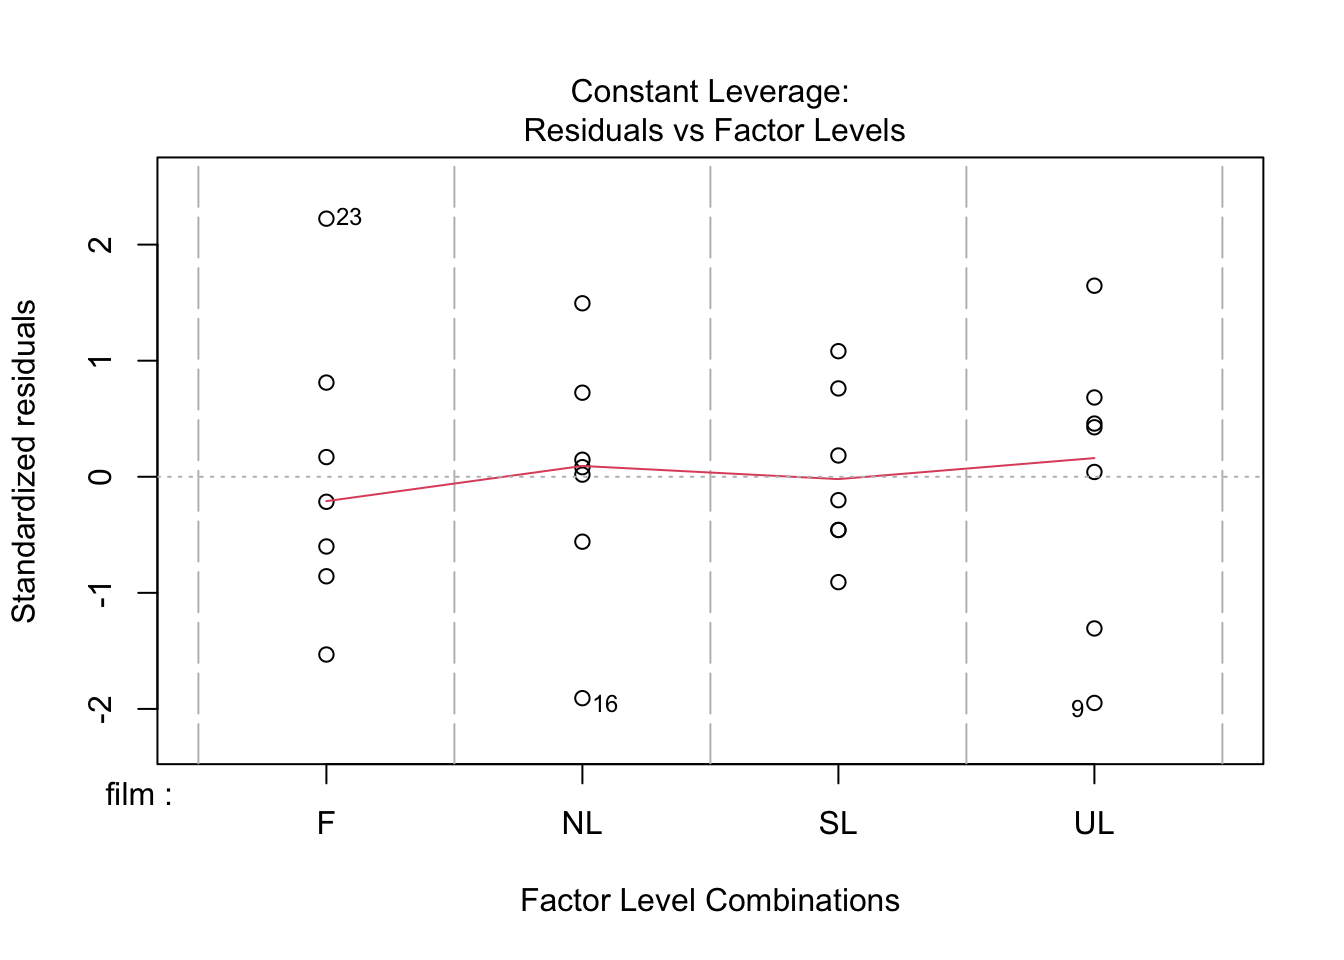 Constant Leverage:
Residuals vs Factor Levels
Standardized residuals
2
1
0
-1
-2
23
16
9
film :
F NL SL UL
Factor Level Combinations